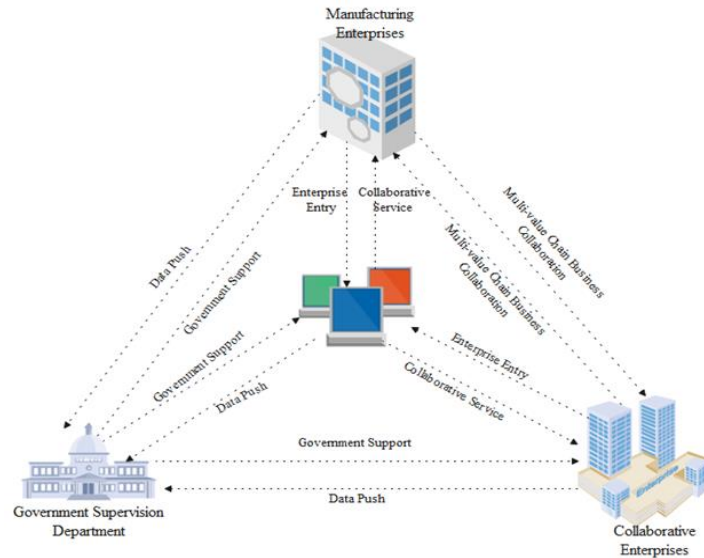 Manufacturing
Enterprises
Enterprise
Entry
Collaborative
Service
Data Push
Government Support
Multi-value Chain Business
Collaboration
Multi-value Chain Business
Collaboration
Government Support
Data Push
Enterprise Entry
Collaborative Service
Government Support
Data Push
Enterprise
Government Supervision
Department
Collaborative
Enterprises